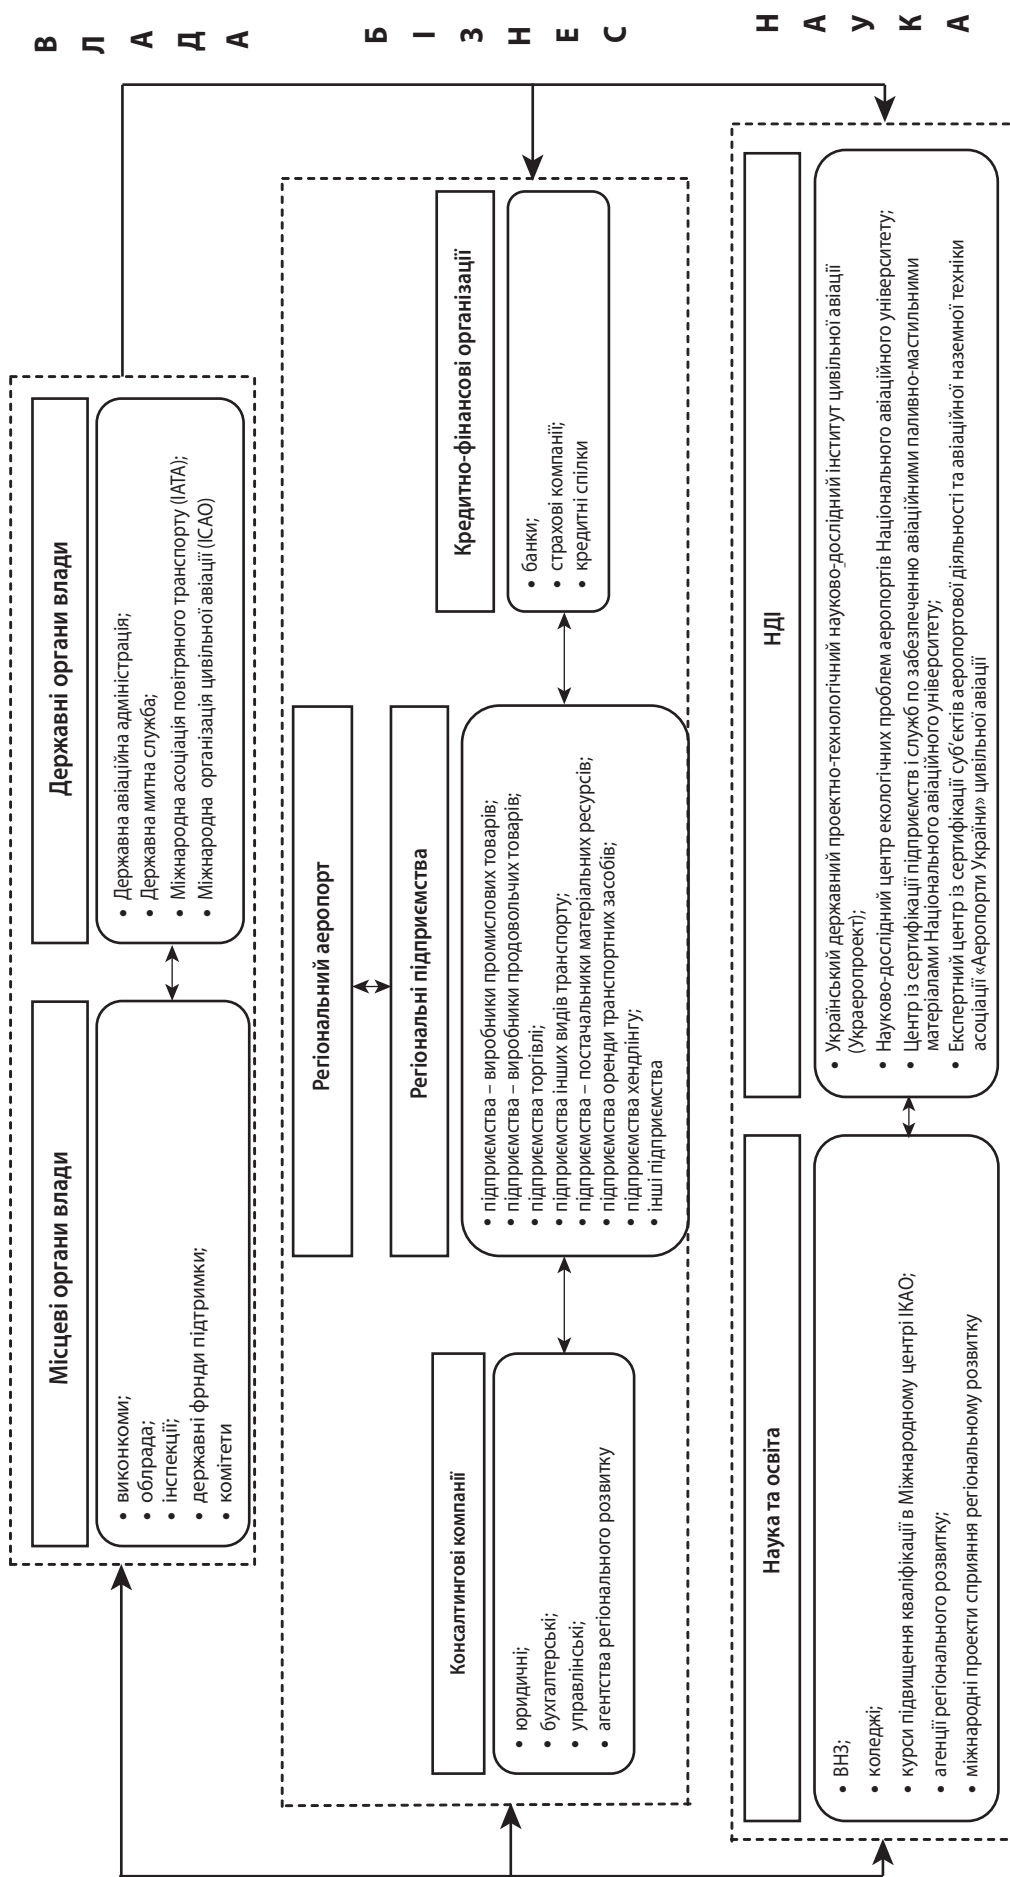 В Л А Д А
Місцеві органи влади
• виконкоми;
• облрада;
• інспекції;
• державні фрнди підтримки;
• комітети
Державні органи влади
• Державна авіаційна адміністрація;
• Державна митна служба;
• Міжнародна асоціація повітряного транспорту (ІАТА);
• Міжнародна організація цивільної авіації (ІСАО)
Б І З Н Е С
Регіональний аеропорт
Консалтингові компанії
• юридичні;
• бухгалтерські;
• управлінські;
• агентства регіонального розвитку
Регіональні підприємства
• підприємства – виробники промислових товарів;
• підприємства – виробники продовольчих товарів;
• підприємства торгівлі;
• підприємства інших видів транспорту;
• підприємства – постачальники матеріальних ресурсів;
• підприємства оренди транспортних засобів;
• підприємства хендлінгу;
• інші підприємства
Кредитно-фінансові організації
• банки;
• страхові компанії;
• кредитні спілки
Н А У К А
Наука та освіта
• ВНЗ;
• коледжі;
• курси підвищення кваліфікації в Міжнародному центрі ІКАО;
• агенції регіонального розвитку;
• міжнародні проекти сприяння регіональному розвитку
НДІ
• Український державний проектно-технологічний науково-дослідний інститут цивільної авіації
(Украеропроект);
• Науково-дослідний центр екологічних проблем аеропортів Національного авіаційного університету;
• Центр із сертифікації підприємств і служб по забезпеченню авіаційними паливно-мастильними
матеріалами Національного авіаційного університету;
• Експертний центр із сертифікації суб’єктів аеропортової діяльності та авіаційної наземної техніки
асоціації «Аеропорти України» цивільної авіації